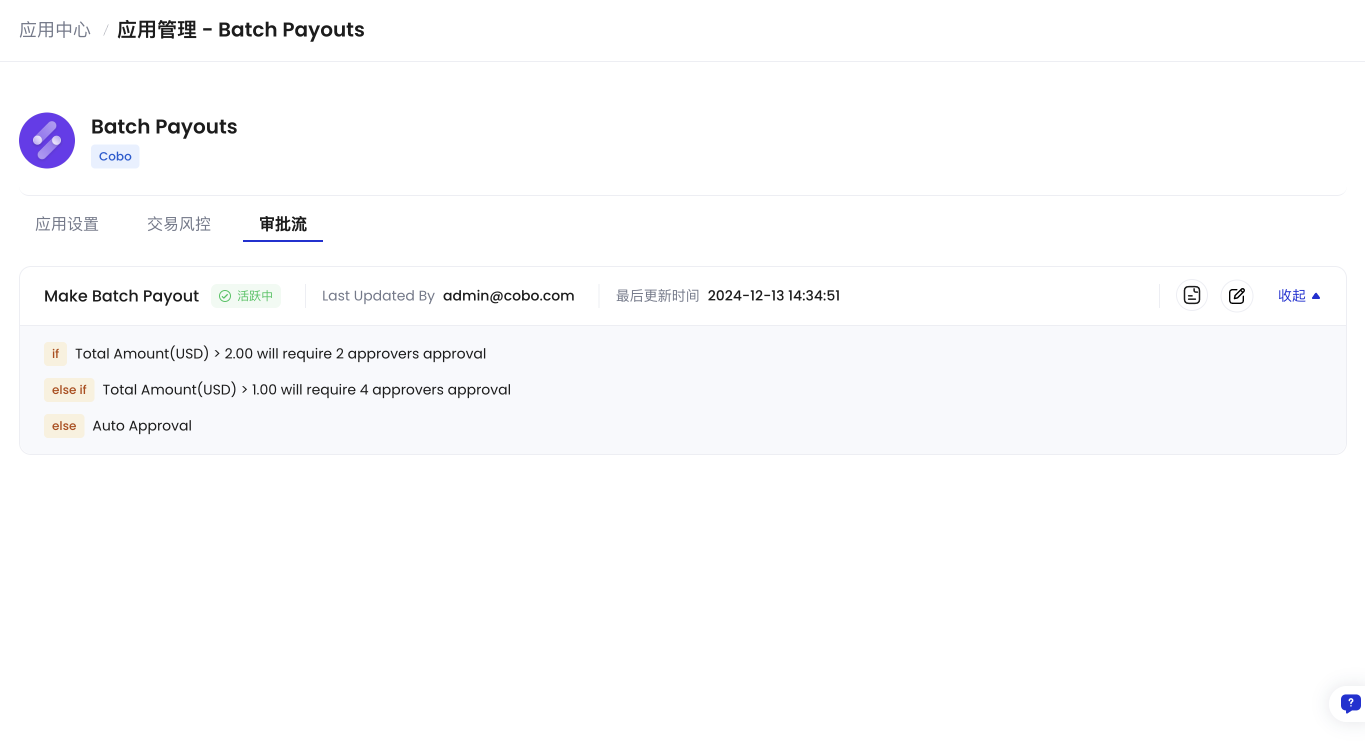 应用中心 / 应用管理 - Batch Payouts
Batch Payouts
Cobo
应用设置 交易风控 审批流
Make Batch Payout 活跃中 Last Updated By admin@cobo.com 最后更新时间 2024-12-13 14:34:51 收起
if Total Amount(USD) > 2.00 will require 2 approvers approval
else if Total Amount(USD) > 1.00 will require 4 approvers approval
else Auto Approval
?